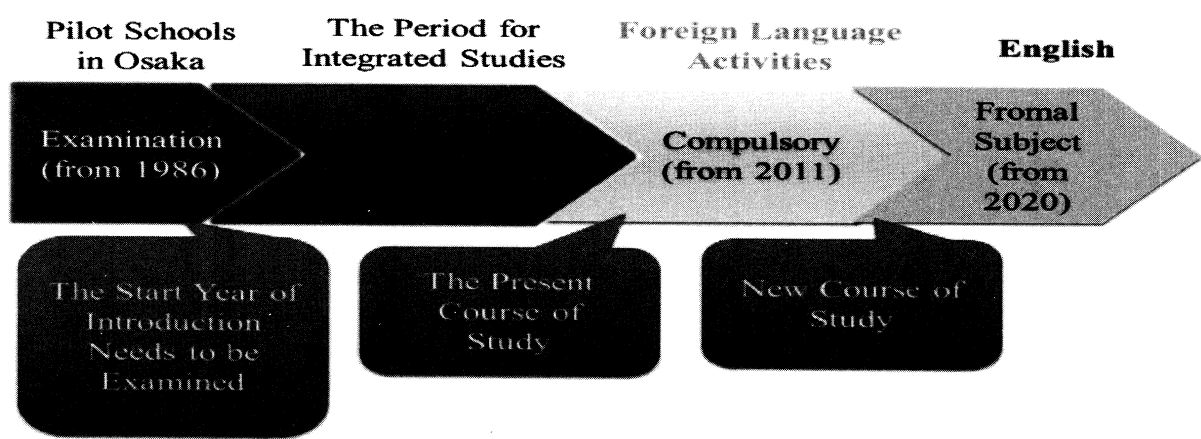 Pilot Schools
in Osaka
The Period for
Integrated Studies
Foreign Language
Activities
English
Examination
(from 1986)
Compulsory
(from 2011)
Fromal
Subject
(from
2020)
The Start Year of
Introduction
Needs to be
Examined
The Present
Course of
Study
New Course of
Study